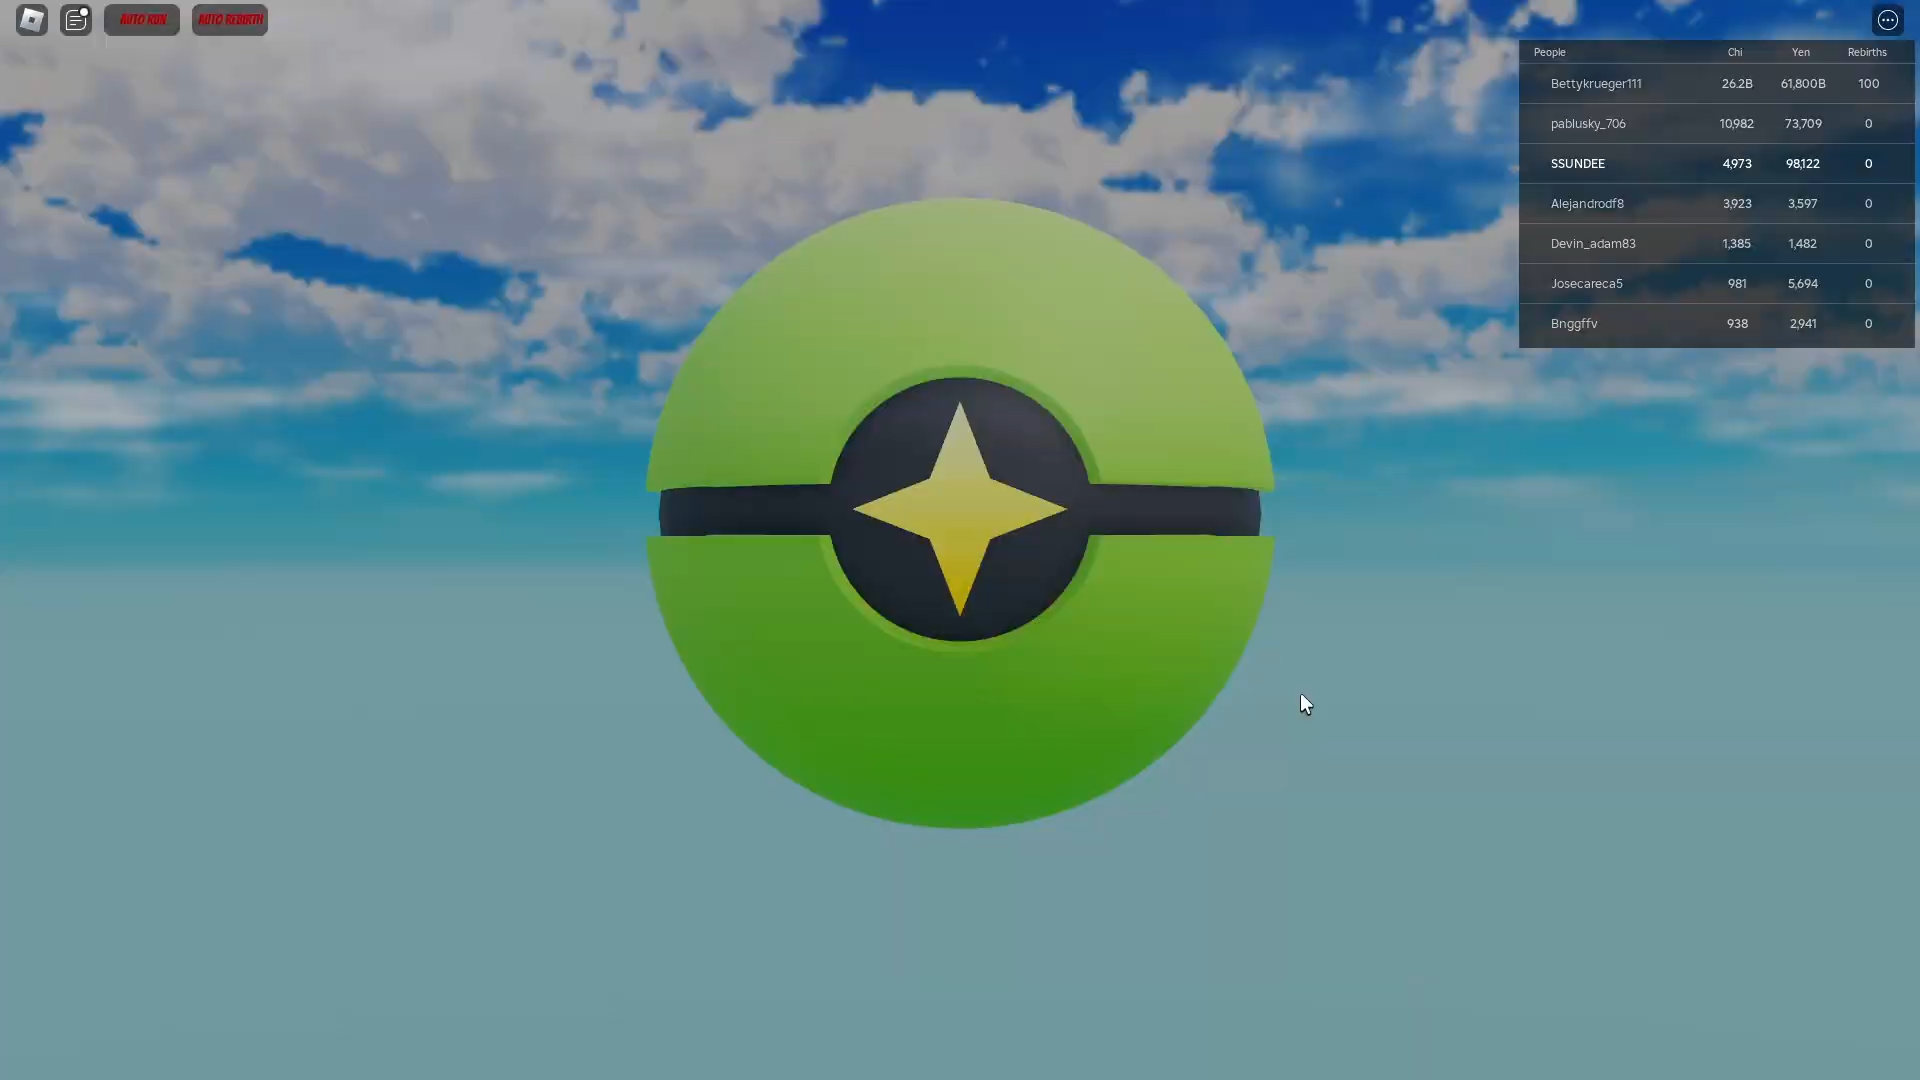 AUTO RUN AUTO REBIRTH
People Chi Yen Rebirths
Bettykrueger111 26.2B 61,800B 100
pablusky_706 10,982 73,709 0
SSUNDEE 4,973 98,122 0
Alejandrodf8 3,923 3,597 0
Devin_adam83 1,385 1,482 0
Josecareca5 981 5,694 0
Bnggffv 938 2,941 0